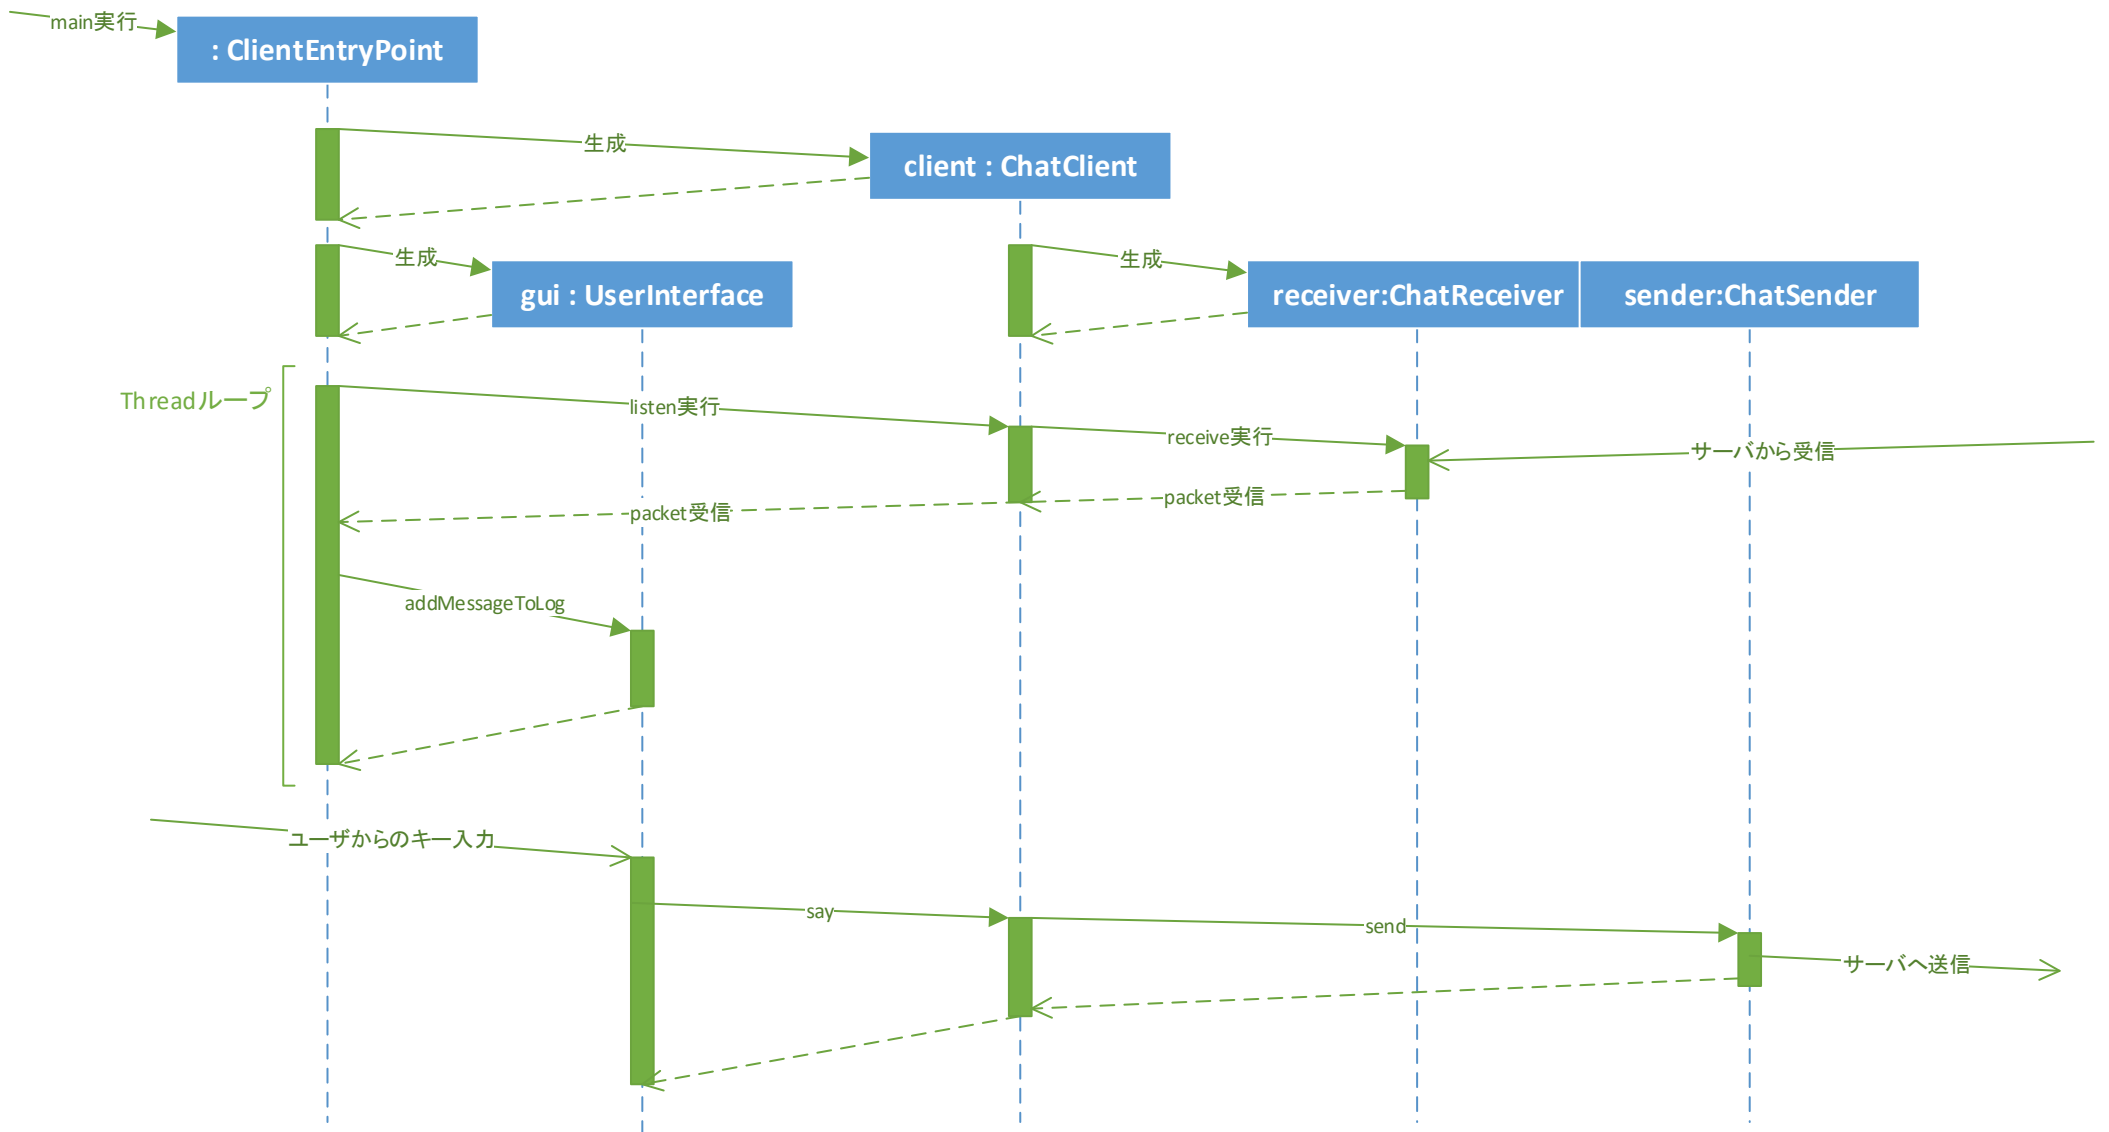 main実行
: ClientEntryPoint
生成
client : ChatClient
生成
生成
gui : UserInterface
receiver:ChatReceiver
sender:ChatSender
Threadループ
listen実行
receive実行
サーバから受信
packet受信
packet受信
addMessageToLog
ユーザからのキー入力
say
send
サーバへ送信